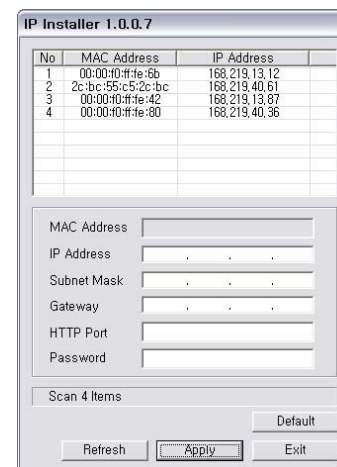 IP Installer 1.0.0.7
No MAC Address IP Address
1 00:00:f0:ff:fe:6b 168,219,13,12
2 2c:bc:55:c5:2c:bc 168,219,40,61
3 00:00:f0:ff:fe:42 168,219,13,87
4 00:00:f0:ff:fe:80 168,219,40,36
MAC Address
IP Address . . .
Subnet Mask . . .
Gateway . . .
HTTP Port
Password
Scan 4 Items
Default
Refresh Apply Exit